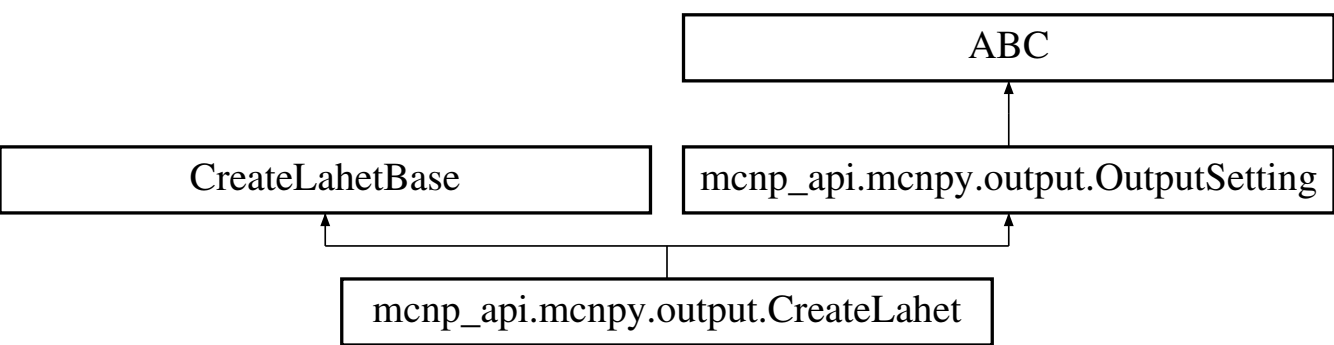 ABC
CreateLahetBase
mcnp_api.mcnpy.output.OutputSetting
mcnp_api.mcnpy.output.CreateLahet